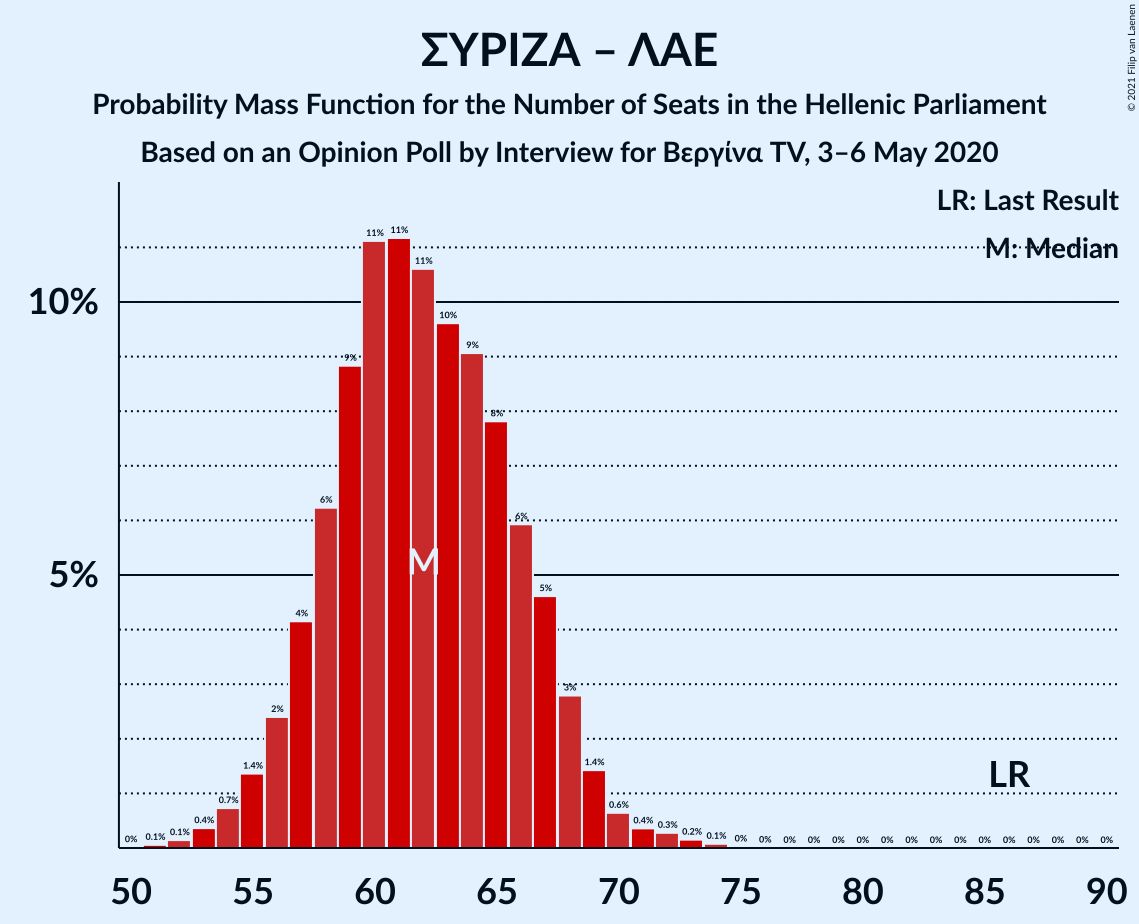 ΣΥΡΙΖΑ – ΛΑΕ
Probability Mass Function for the Number of Seats in the Hellenic Parliament
Based on an Opinion Poll by Interview for Βεργίνα TV, 3–6 May 2020
© 2021 Filip van Laenen
LR: Last Result
M: Median
10%
5%
0% 0.1% 0.1% 0.4% 0.7% 1.4% 2% 4% 6% 9% 11% 11% 11% 10% 9% 8% 6% 5% 3% 1.4% 0.6% 0.4% 0.3% 0.2% 0.1% 0% 0% 0% 0% 0% 0% 0% 0% 0% 0% 0% 0% 0% 0% 0% 0%
M
LR
50 55 60 65 70 75 80 85 90